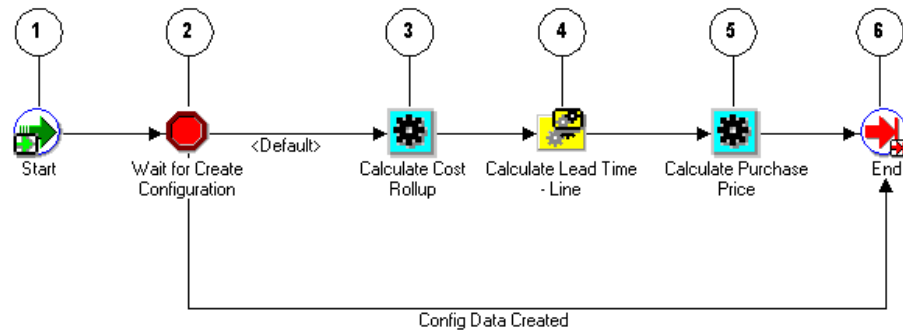 1
2
3
4
5
6
Start
Wait for Create
Configuration
<Default>
Calculate Cost
Rollup
Calculate Lead Time
- Line
Calculate Purchase
Price
End
Config Data Created